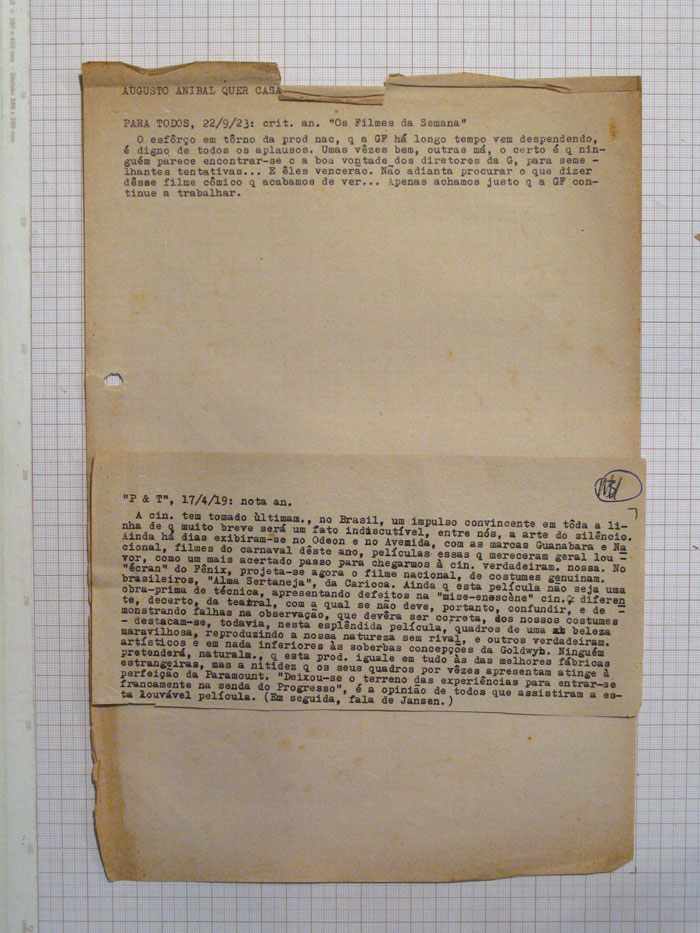 AUGUSTO ANIBAL QUER CASA
PARA TODOS, 22/9/23: crit. an. "Os Filmes da Semana"
O esfôrço em tôrno da prod nac, q a GF há longo tempo vem despendendo,
é digno de todos os aplausos. Umas vêzes bem, outras má, o certo é q nin-
guém parece encontrar-se c a boa vontade dos diretores da G, para seme -
lhantes tentativas... E êles vencerão. Não adianta procurar o que dizer
dêsse filme cômico q acabamos de ver... Apenas achamos justo q a GF con-
tinue a trabalhar.
"P & T", 17/4/19: nota an.
A cin. tem tomado ùltimam., no Brasil, um impulso convincente em tôda a li-
nha de q muito breve será um fato indiscutível, entre nós, a arte do silêncio.
Ainda há dias exibiram-se no Odeon e no Avenida, com as marcas Guanabara e Na
cional, filmes do carnaval dêste ano, películas essas q mereceram geral lou -
vor, como um mais acertado passo para chegarmos à cin. verdadeiram. nossa. No
"écran" do Fênix, projeta-se agora o filme nacional, de costumes genuinam.
brasileiros, "Alma Sertaneja", da Carioca. Ainda q esta película não seja uma
obra-prima de técnica, apresentando defeitos na "mise-enescène" cin., diferen
te, decerto, da teatral, com a qual se não deve, portanto, confundir, e de -
monstrando falhas na observação, que devêra ser correta, dos nossos costumes
- destacam-se, todavia, nesta esplêndida película, quadros de uma beleza
maravilhosa, reproduzindo a nossa natureza sem rival, e outros verdadeiram.
artísticos e em nada inferiores às soberbas concepções da Goldwyh. Ninguém
pretenderá, naturalm., q esta prod. iguale em tudo às das melhores fábricas
estrangeiras, mas a nitidez q os seus quadros por vêzes apresentam atinge à
perfeição da Paramount. "Deixou-se o terreno das experiências para entrar-se
francamente na senda do Progresso", é a opinião de todos que assistiram a es-
ta louvável película. (Em seguida, fala de Jansen.)